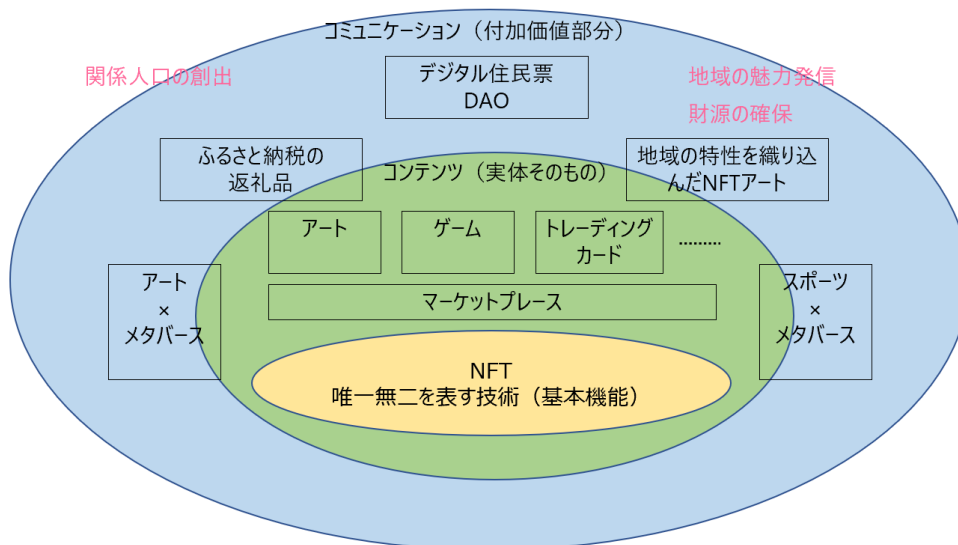 コミュニケーション（付加価値部分）
関係人口の創出
地域の魅力発信
財源の確保
デジタル住民票
DAO
ふるさと納税の
返礼品
地域の特性を織り込
んだNFTアート
コンテンツ（実体そのもの）
アート
ゲーム
トレーディング
カード
………
マーケットプレース
アート
×
メタバース
スポーツ
×
メタバース
NFT
唯一無二を表す技術（基本機能）